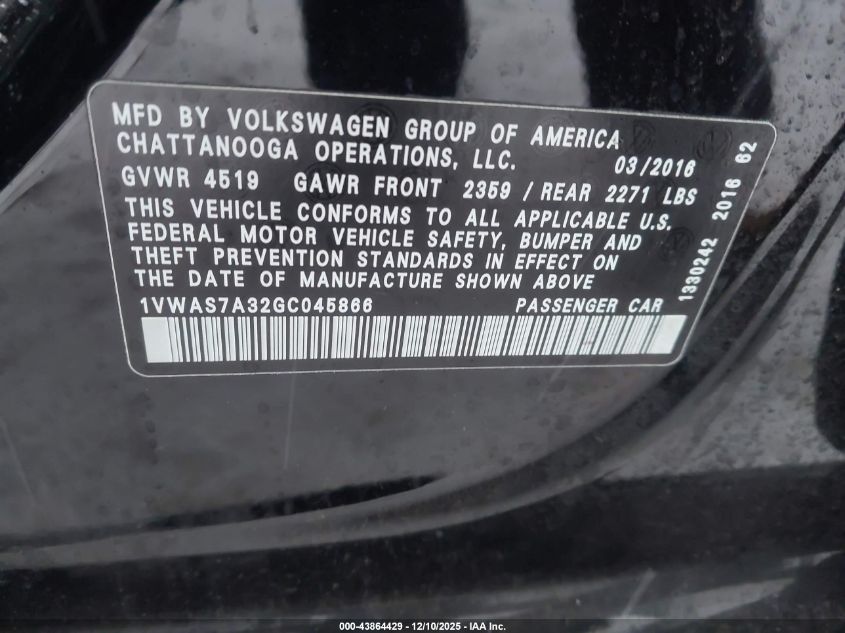 MFD BY VOLKSWAGEN GROUP OF AMERICA
CHATTANOOGA OPERATIONS, LLC. 03/2016
GVWR 4519 GAWR FRONT 2359 / REAR 2271 LBS
THIS VEHICLE CONFORMS TO ALL APPLICABLE U.S.
FEDERAL MOTOR VEHICLE SAFETY, BUMPER AND
THEFT PREVENTION STANDARDS IN EFFECT ON
THE DATE OF MANUFACTURE SHOWN ABOVE
1VWAS7A32GC045866 PASSENGER CAR
1330242 2016 62
000-43864429 - 12/10/2025 - IAA Inc.